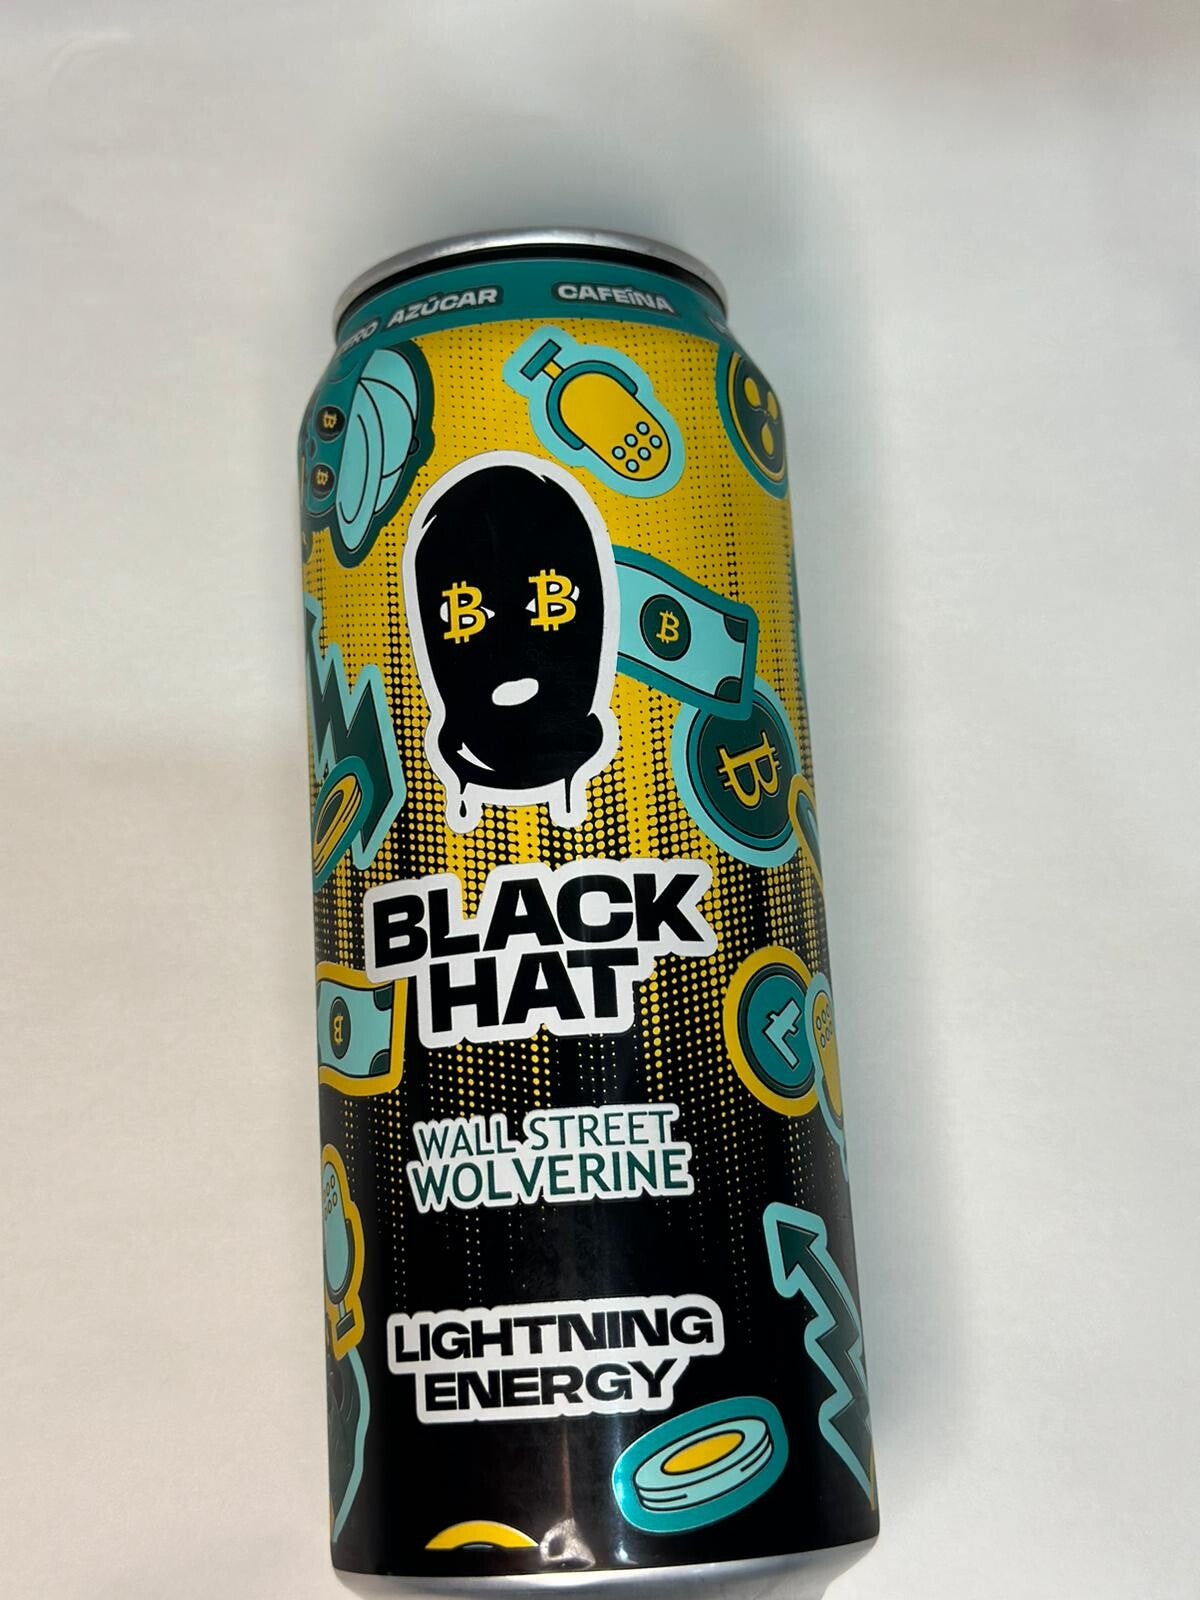 AZÚCAR CAFEÍNA
BLACK
HAT
WALL STREET
WOLVERINE
LIGHTNING
ENERGY